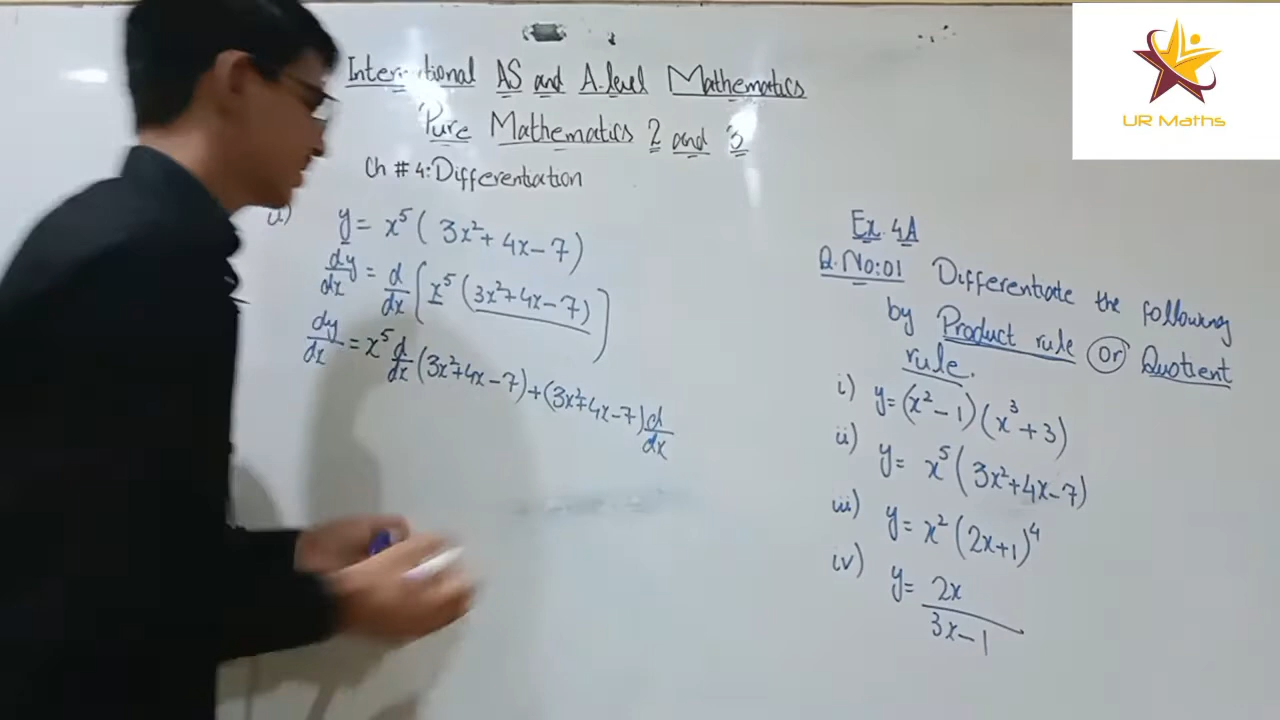 International AS and A-level Mathematics
Pure Mathematics 2 and 3
Ch # 4: Differentiation
ii)
y = x⁵ ( 3x² + 4x - 7)
dy/dx = d/dx [ x⁵ (3x² + 4x - 7) ]
dy/dx = x⁵ d/dx (3x² + 4x - 7) + (3x² + 4x - 7) d/dx
UR Maths
Ex. 4A
Q.No:01 Differentiate the following
by Product rule Or Quotient
rule.
i) y = (x² - 1) (x³ + 3)
ii) y = x⁵ ( 3x² + 4x - 7)
iii) y = x² (2x + 1)⁴
iv) y = 2x / 3x - 1